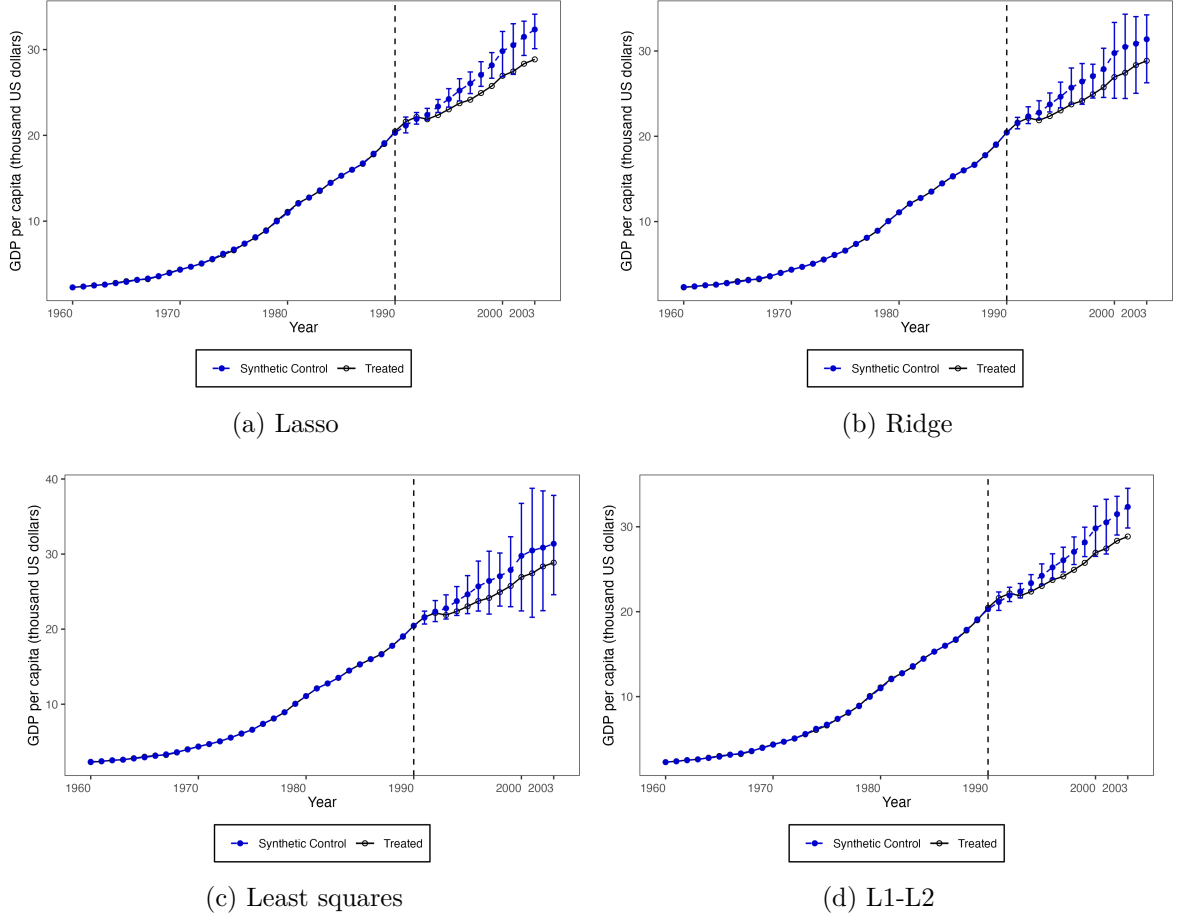 GDP per capita (thousand US dollars)
30
20
10
1960 1970 1980 1990 2000 2003
Year
Synthetic Control Treated
(a) Lasso
GDP per capita (thousand US dollars)
30
20
10
1960 1970 1980 1990 2000 2003
Year
Synthetic Control Treated
(b) Ridge
GDP per capita (thousand US dollars)
40
30
20
10
1960 1970 1980 1990 2000 2003
Year
Synthetic Control Treated
(c) Least squares
GDP per capita (thousand US dollars)
30
20
10
1960 1970 1980 1990 2000 2003
Year
Synthetic Control Treated
(d) L1-L2